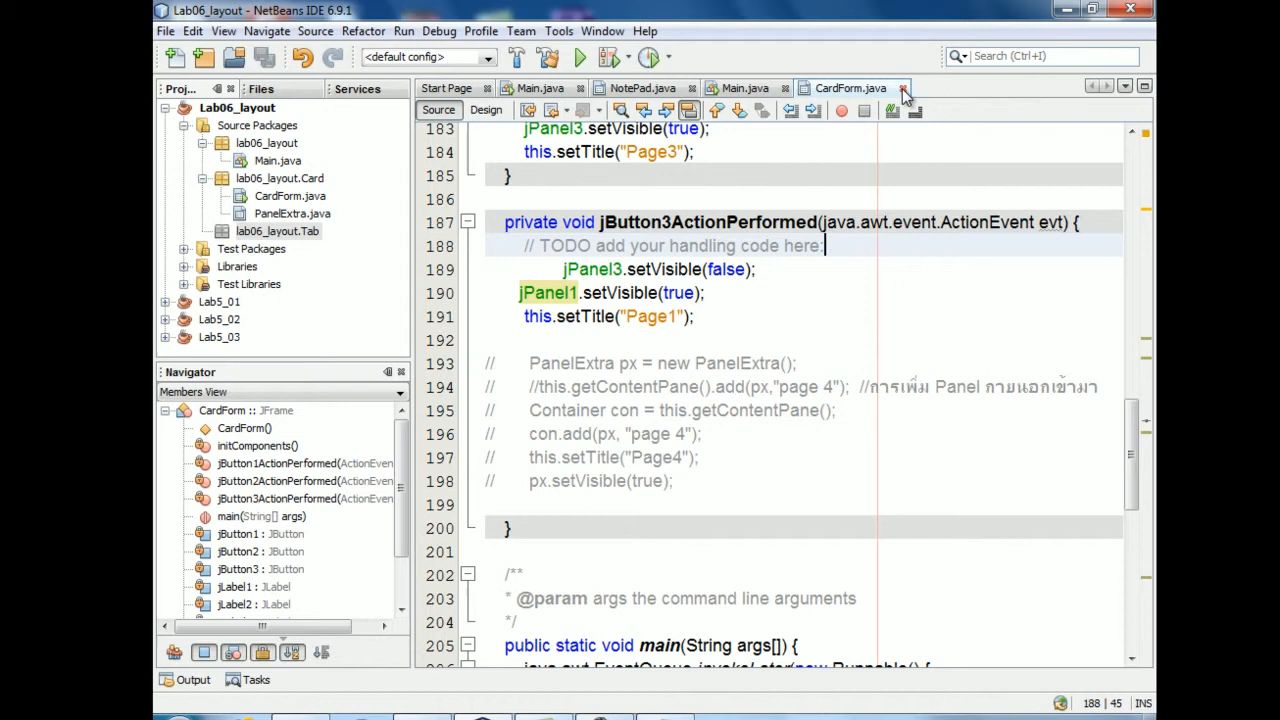 Lab06_layout - NetBeans IDE 6.9.1
File Edit View Navigate Source Refactor Run Debug Profile Team Tools Window Help
<default config>
Search (Ctrl+I)
Proj... Files Services
Start Page Main.java NotePad.java Main.java CardForm.java
Source Design
Lab06_layout
Source Packages
lab06_layout
Main.java
lab06_layout.Card
CardForm.java
PanelExtra.java
lab06_layout.Tab
Test Packages
Libraries
Test Libraries
Lab5_01
Lab5_02
Lab5_03
Navigator
Members View
CardForm :: JFrame
CardForm()
initComponents()
jButton1ActionPerformed(ActionEven
jButton2ActionPerformed(ActionEven
jButton3ActionPerformed(ActionEven
main(String[] args)
jButton1 : JButton
jButton2 : JButton
jButton3 : JButton
jLabel1 : JLabel
jLabel2 : JLabel
183 jPanel3.setVisible(true);
184 this.setTitle("Page3");
185 }
186
187 private void jButton3ActionPerformed(java.awt.event.ActionEvent evt) {
188 // TODO add your handling code here:
189 jPanel3.setVisible(false);
190 jPanel1.setVisible(true);
191 this.setTitle("Page1");
192
193 // PanelExtra px = new PanelExtra();
194 // //this.getContentPane().add(px,"page 4"); //การเพิ่ม Panel ภายนอกเข้ามา
195 // Container con = this.getContentPane();
196 // con.add(px, "page 4");
197 // this.setTitle("Page4");
198 // px.setVisible(true);
199
200 }
201
202 /**
203 * @param args the command line arguments
204 */
205 public static void main(String args[]) {
206 java.awt.EventQueue.invokeLater(new Runnable() {
Output Tasks
188 | 45 INS